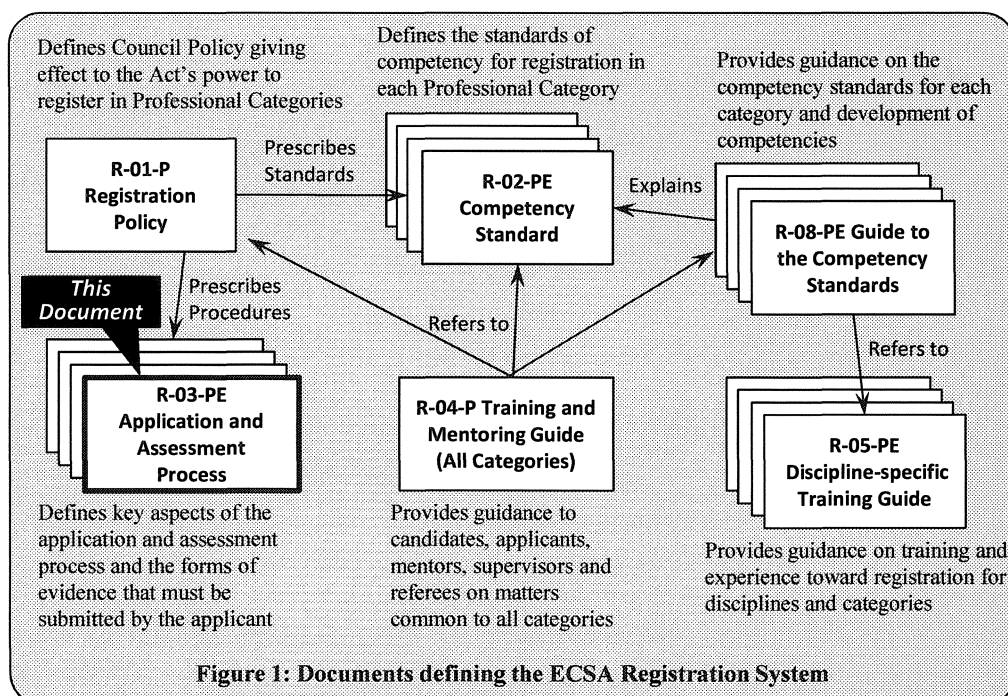 Defines Council Policy giving
effect to the Act's power to
register in Professional Categories
Defines the standards of
competency for registration in
each Professional Category
Provides guidance on the
competency standards for each
category and development of
competencies
R-01-P
Registration
Policy
Prescribes
Standards
R-02-PE
Competency
Standard
Explains
R-08-PE Guide to
the Competency
Standards
This
Document
Prescribes
Procedures
Refers to
Refers to
R-03-PE
Application and
Assessment
Process
R-04-P Training and
Mentoring Guide
(All Categories)
R-05-PE
Discipline-specific
Training Guide
Defines key aspects of the
application and assessment
process and the forms of
evidence that must be
submitted by the applicant
Provides guidance to
candidates, applicants,
mentors, supervisors and
referees on matters
common to all categories
Provides guidance on training and
experience toward registration for
disciplines and categories
Figure 1: Documents defining the ECSA Registration System